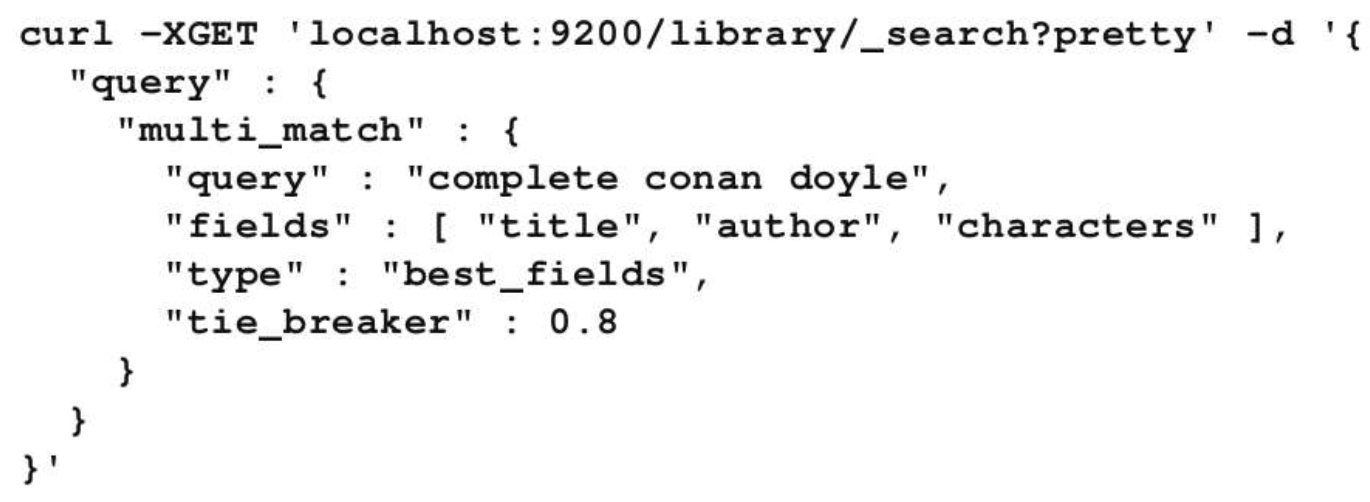 curl -XGET 'localhost:9200/library/_search?pretty' -d '{
"query" : {
"multi_match" : {
"query" : "complete conan doyle",
"fields" : [ "title", "author", "characters" ],
"type" : "best_fields",
"tie_breaker" : 0.8
}
}
}'